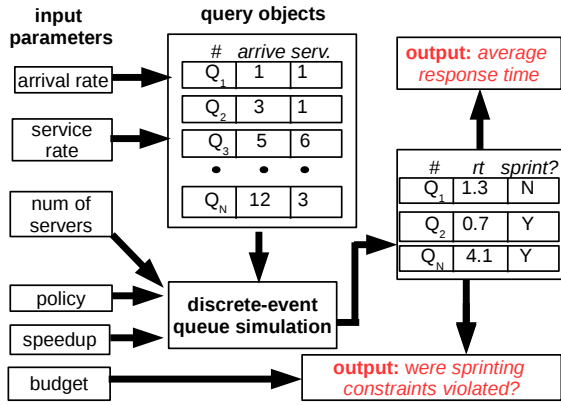 input
parameters
arrival rate
service
rate
num of
servers
policy
speedup
budget
query objects
# arrive serv.
Q1 1 1
Q2 3 1
Q3 5 6
• • •
QN 12 3
discrete-event
queue simulation
output: average
response time
# rt sprint?
Q1 1.3 N
Q2 0.7 Y
QN 4.1 Y
output: were sprinting
constraints violated?